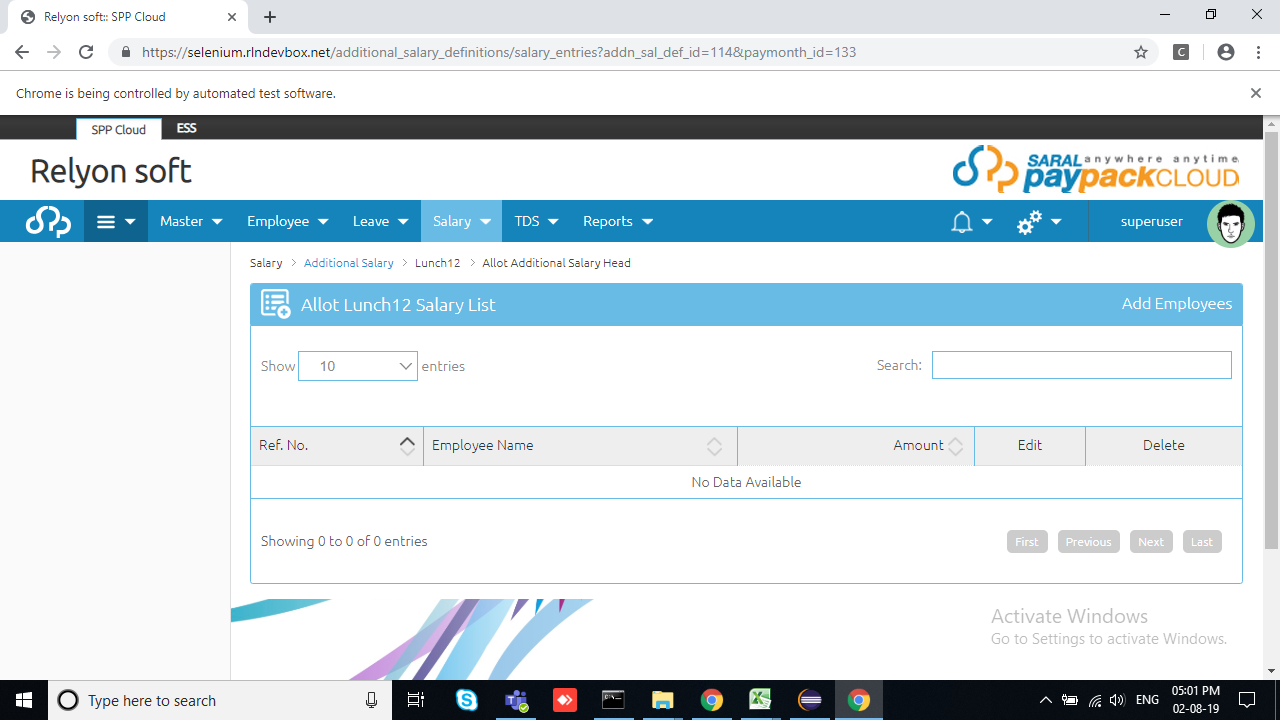 Relyon soft:: SPP Cloud
https://selenium.rlndevbox.net/additional_salary_definitions/salary_entries?addn_sal_def_id=114&paymonth_id=133
C
Chrome is being controlled by automated test software.
SPP Cloud ESS
Relyon soft
SARAL anywhere anytime
paypackCLOUD
Master Employee Leave Salary TDS Reports superuser
Salary > Additional Salary > Lunch12 > Allot Additional Salary Head
Allot Lunch12 Salary List Add Employees
Show 10 entries Search:
Ref. No. Employee Name Amount Edit Delete
No Data Available
Showing 0 to 0 of 0 entries First Previous Next Last
Activate Windows
Go to Settings to activate Windows.
Type here to search
ENG
05:01 PM
02-08-19